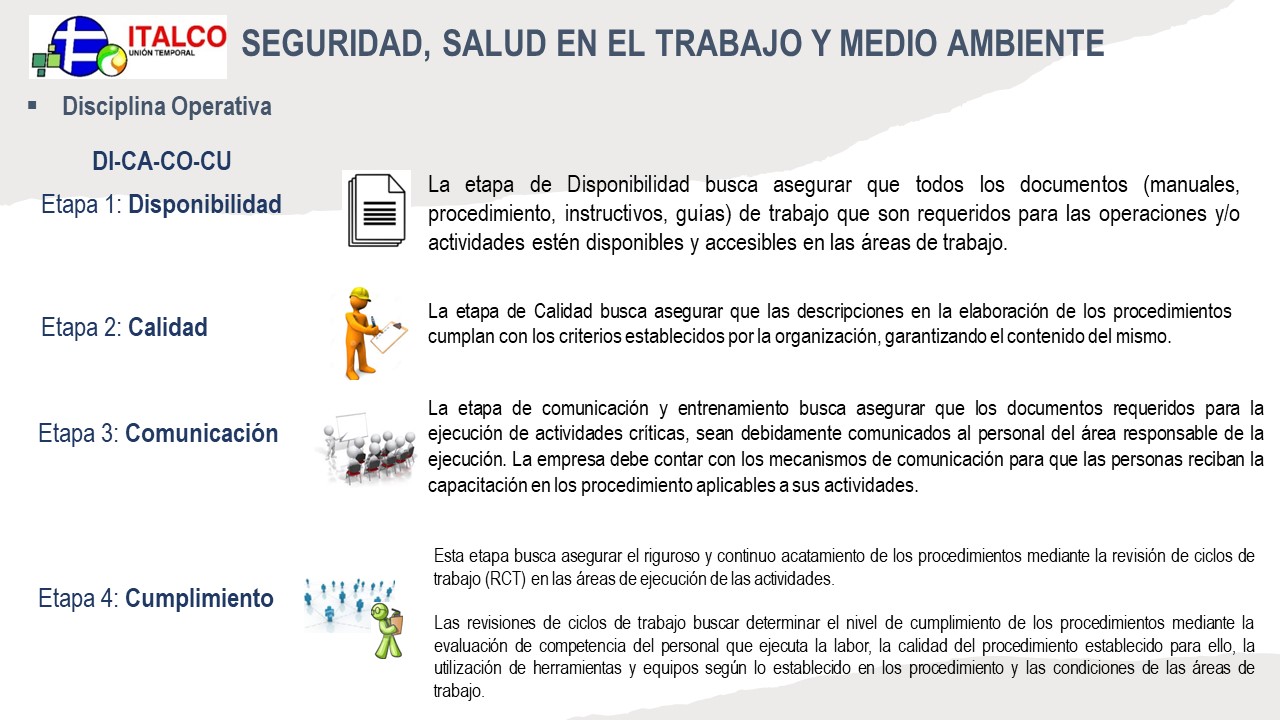 ITALCO
UNIÓN TEMPORAL
SEGURIDAD, SALUD EN EL TRABAJO Y MEDIO AMBIENTE
▪ Disciplina Operativa
DI-CA-CO-CU
Etapa 1: Disponibilidad
La etapa de Disponibilidad busca asegurar que todos los documentos (manuales,
procedimiento, instructivos, guías) de trabajo que son requeridos para las operaciones y/o
actividades estén disponibles y accesibles en las áreas de trabajo.
Etapa 2: Calidad
La etapa de Calidad busca asegurar que las descripciones en la elaboración de los procedimientos
cumplan con los criterios establecidos por la organización, garantizando el contenido del mismo.
Etapa 3: Comunicación
La etapa de comunicación y entrenamiento busca asegurar que los documentos requeridos para la
ejecución de actividades críticas, sean debidamente comunicados al personal del área responsable de la
ejecución. La empresa debe contar con los mecanismos de comunicación para que las personas reciban la
capacitación en los procedimiento aplicables a sus actividades.
Etapa 4: Cumplimiento
Esta etapa busca asegurar el riguroso y continuo acatamiento de los procedimientos mediante la revisión de ciclos de
trabajo (RCT) en las áreas de ejecución de las actividades.
Las revisiones de ciclos de trabajo buscar determinar el nivel de cumplimiento de los procedimientos mediante la
evaluación de competencia del personal que ejecuta la labor, la calidad del procedimiento establecido para ello, la
utilización de herramientas y equipos según lo establecido en los procedimiento y las condiciones de las áreas de
trabajo.